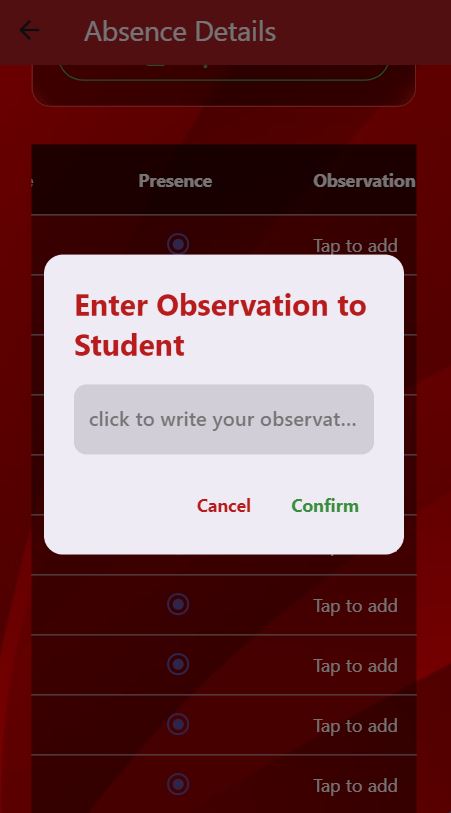 Absence Details
Presence
Observation
Tap to add
Enter Observation to
Student
click to write your observat...
Cancel
Confirm
Tap to add
Tap to add
Tap to add
Tap to add